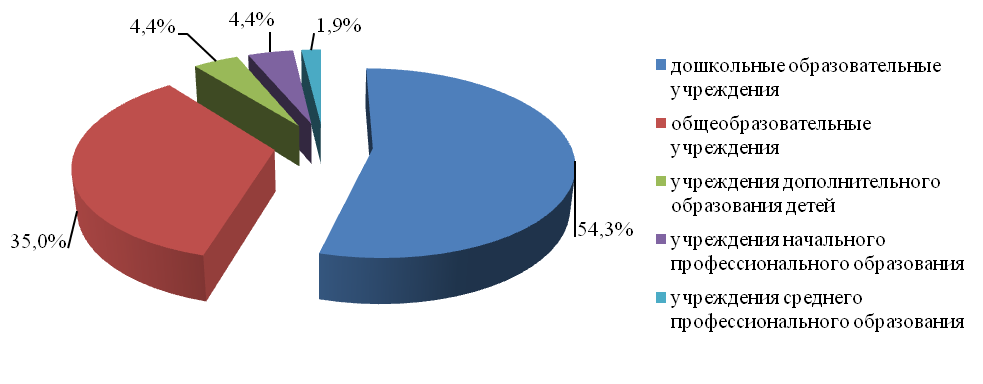 4,4%
4,4%
1,9%
35,0%
54,3%
дошкольные образовательные
учреждения
общеобразовательные
учреждения
учреждения дополнительного
образования детей
учреждения начального
профессионального образования
учреждения среднего
профессионального образования